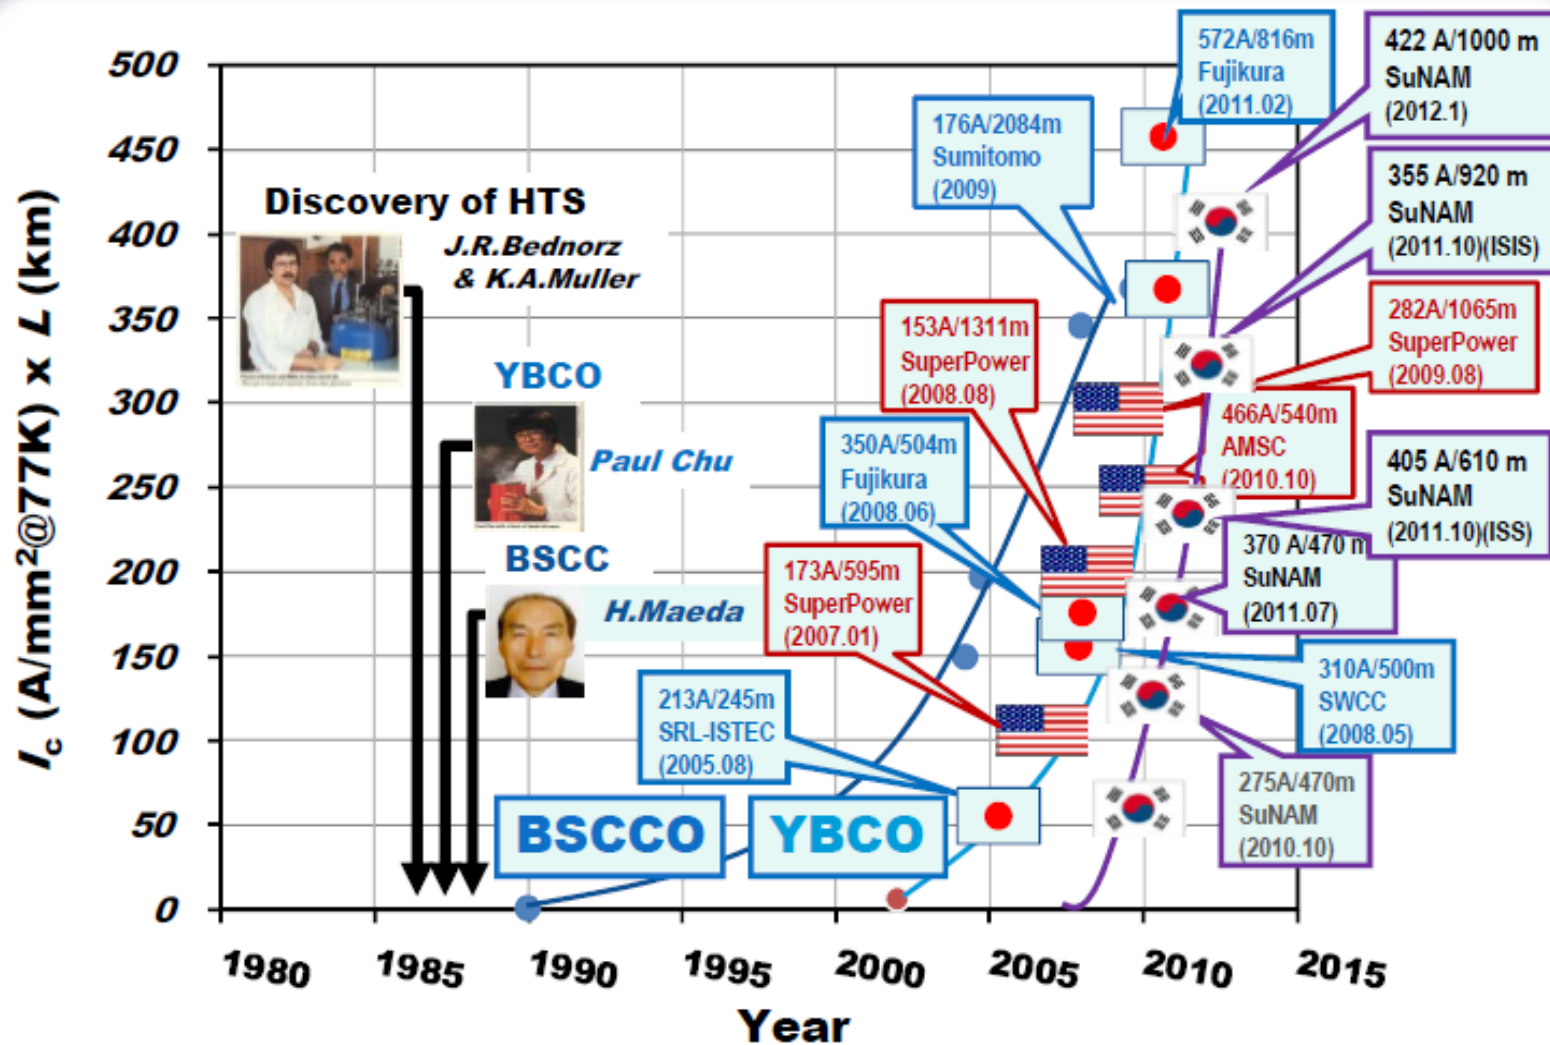 500
450
400
350
300
250
200
150
100
50
0
Ic (A/mm²@77K) x L (km)
1980
1985
1990
1995
2000
2005
2010
2015
Year
Discovery of HTS
J.R.Bednorz
& K.A.Muller
YBCO
Paul Chu
BSCC
H.Maeda
BSCCO
YBCO
213A/245m
SRL-ISTEC
(2005.08)
173A/595m
SuperPower
(2007.01)
350A/504m
Fujikura
(2008.06)
153A/1311m
SuperPower
(2008.08)
176A/2084m
Sumitomo
(2009)
572A/816m
Fujikura
(2011.02)
422 A/1000 m
SuNAM
(2012.1)
355 A/920 m
SuNAM
(2011.10)(ISIS)
282A/1065m
SuperPower
(2009.08)
466A/540m
AMSC
(2010.10)
405 A/610 m
SuNAM
(2011.10)(ISS)
370 A/470 m
SuNAM
(2011.07)
310A/500m
SWCC
(2008.05)
275A/470m
SuNAM
(2010.10)